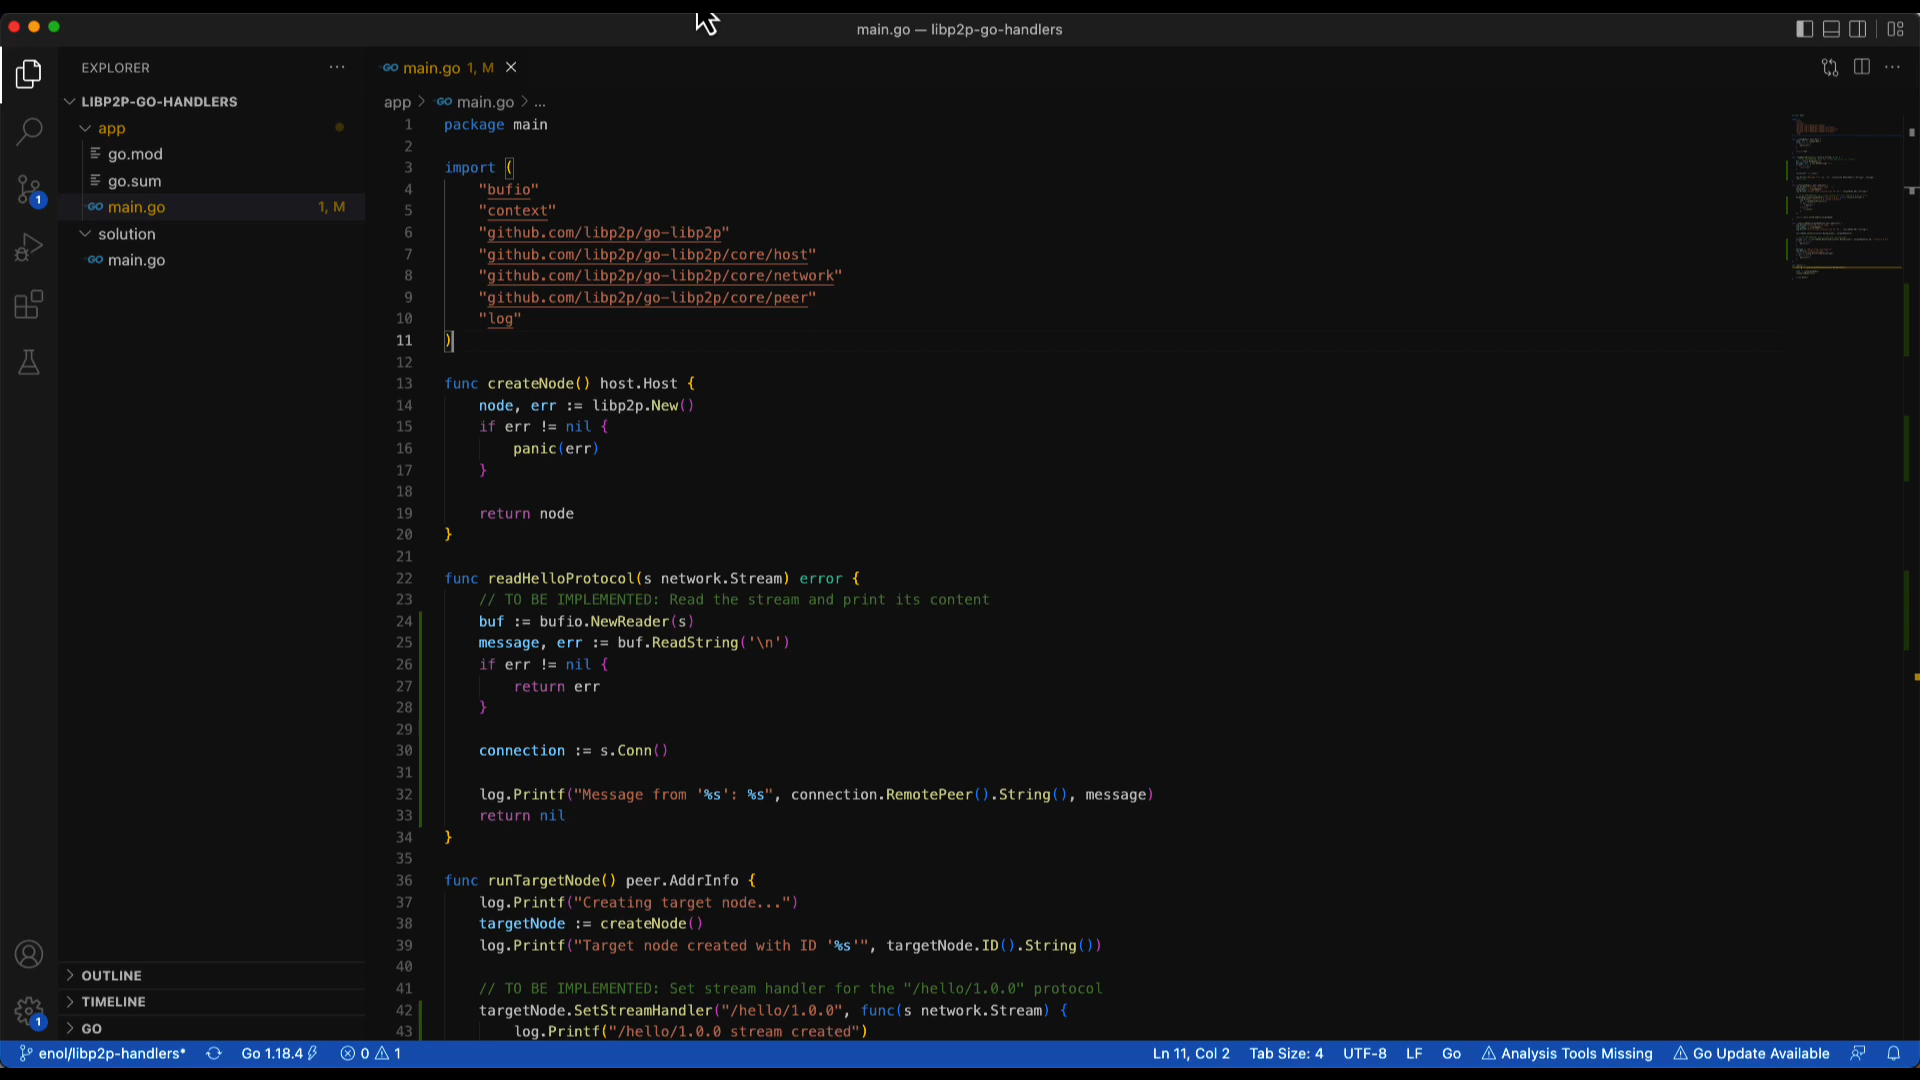 main.go — libp2p-go-handlers
EXPLORER
LIBP2P-GO-HANDLERS
app
go.mod
go.sum
main.go 1, M
solution
main.go
OUTLINE
TIMELINE
GO
main.go 1, M
app > main.go > ...
1 package main
2
3 import (
4 "bufio"
5 "context"
6 "github.com/libp2p/go-libp2p"
7 "github.com/libp2p/go-libp2p/core/host"
8 "github.com/libp2p/go-libp2p/core/network"
9 "github.com/libp2p/go-libp2p/core/peer"
10 "log"
11 )
12
13 func createNode() host.Host {
14 node, err := libp2p.New()
15 if err != nil {
16 panic(err)
17 }
18
19 return node
20 }
21
22 func readHelloProtocol(s network.Stream) error {
23 // TO BE IMPLEMENTED: Read the stream and print its content
24 buf := bufio.NewReader(s)
25 message, err := buf.ReadString('\n')
26 if err != nil {
27 return err
28 }
29
30 connection := s.Conn()
31
32 log.Printf("Message from '%s': %s", connection.RemotePeer().String(), message)
33 return nil
34 }
35
36 func runTargetNode() peer.AddrInfo {
37 log.Printf("Creating target node...")
38 targetNode := createNode()
39 log.Printf("Target node created with ID '%s'", targetNode.ID().String())
40
41 // TO BE IMPLEMENTED: Set stream handler for the "/hello/1.0.0" protocol
42 targetNode.SetStreamHandler("/hello/1.0.0", func(s network.Stream) {
43 log.Printf("/hello/1.0.0 stream created")
1
1
enol/libp2p-handlers* Go 1.18.4 0 1 Ln 11, Col 2 Tab Size: 4 UTF-8 LF Go Analysis Tools Missing Go Update Available